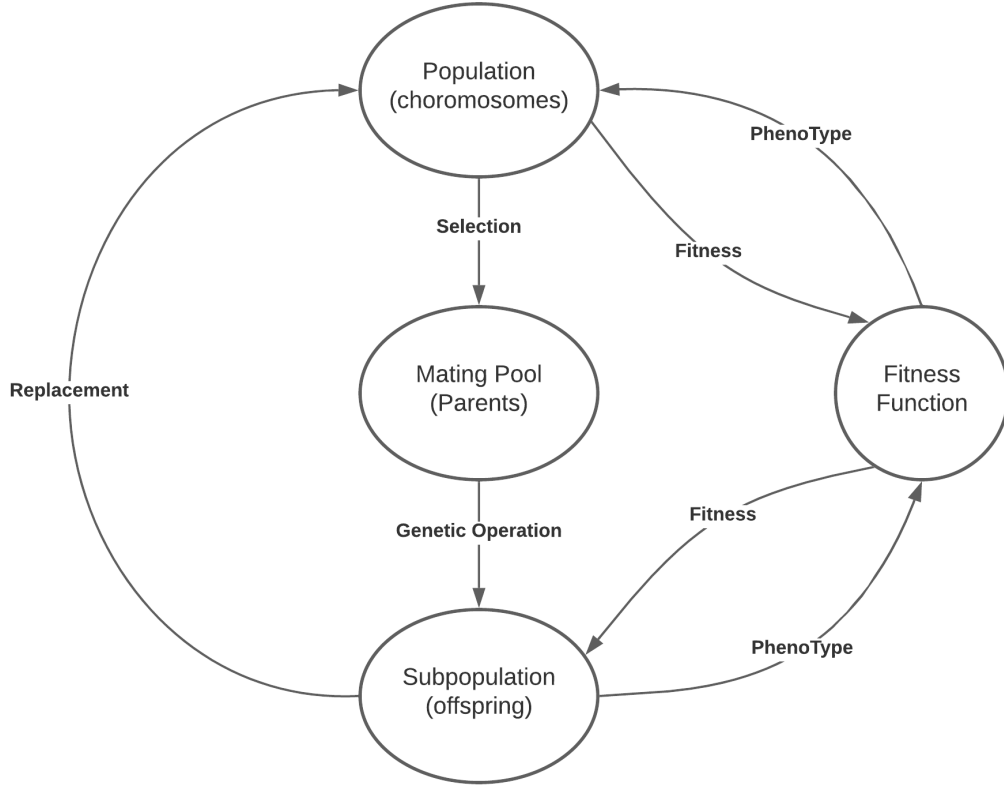 Population
(choromosomes)
PhenoType
Selection
Fitness
Replacement
Mating Pool
(Parents)
Fitness
Function
Genetic Operation
Fitness
PhenoType
Subpopulation
(offspring)